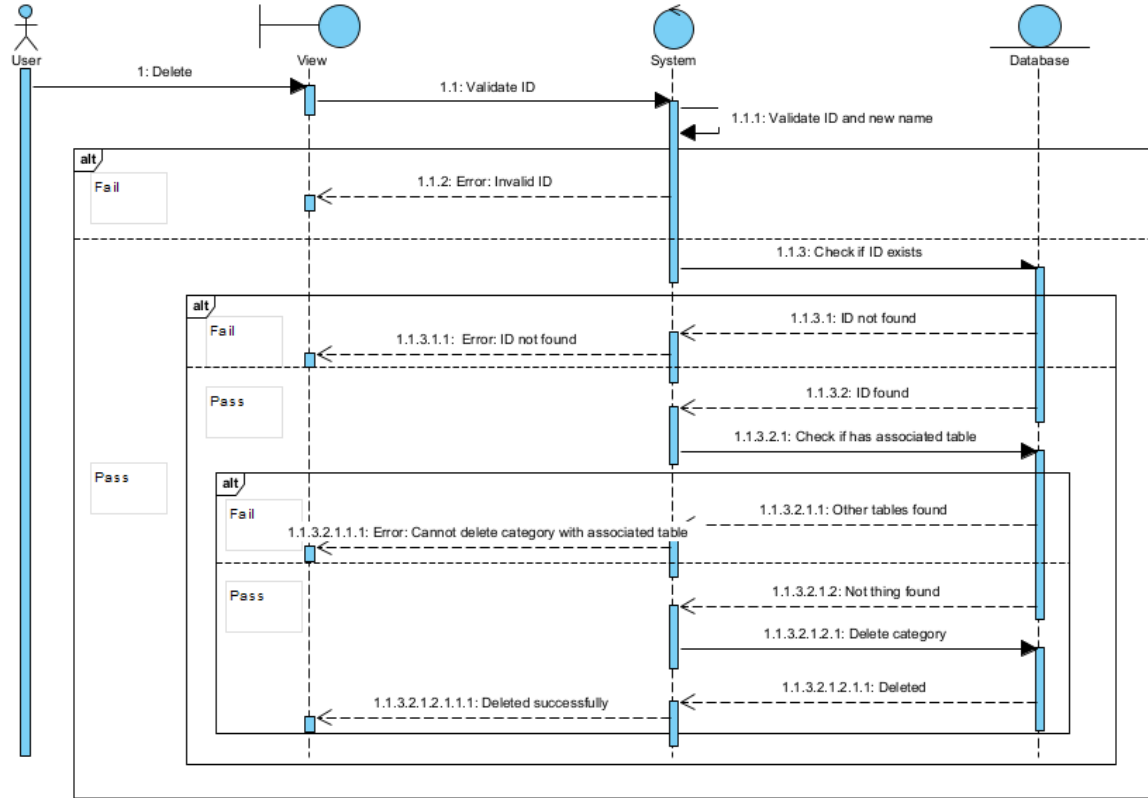 User
View
System
Database
1: Delete
1.1: Validate ID
1.1.1: Validate ID and new name
alt
Fail
1.1.2: Error: Invalid ID
1.1.3: Check if ID exists
alt
Fail
1.1.3.1: ID not found
1.1.3.1.1: Error: ID not found
Pass
1.1.3.2: ID found
1.1.3.2.1: Check if has associated table
Pass
alt
Fail
1.1.3.2.1.1: Other tables found
1.1.3.2.1.1.1: Error: Cannot delete category with associated table
Pass
1.1.3.2.1.2: Not thing found
1.1.3.2.1.2.1: Delete category
1.1.3.2.1.2.1.1: Deleted
1.1.3.2.1.2.1.1.1: Deleted successfully